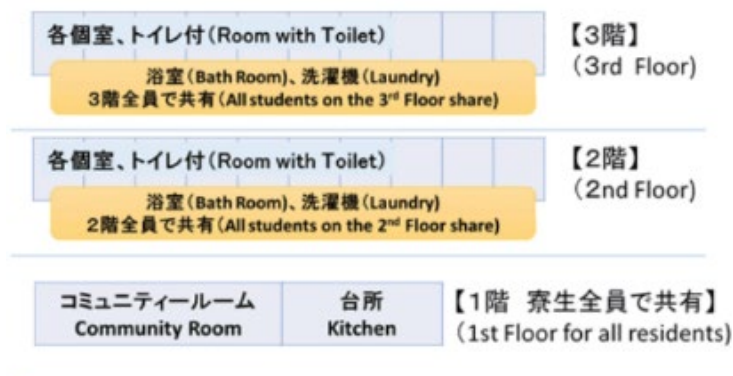 各個室、トイレ付(Room with Toilet)
【3階】
(3rd Floor)
浴室(Bath Room)、洗濯機(Laundry)
3階全員で共有(All students on the 3rd Floor share)
各個室、トイレ付(Room with Toilet)
【2階】
(2nd Floor)
浴室(Bath Room)、洗濯機(Laundry)
2階全員で共有(All students on the 2nd Floor share)
コミュニティールーム
Community Room
台所
Kitchen
【1階 寮生全員で共有】
(1st Floor for all residents)